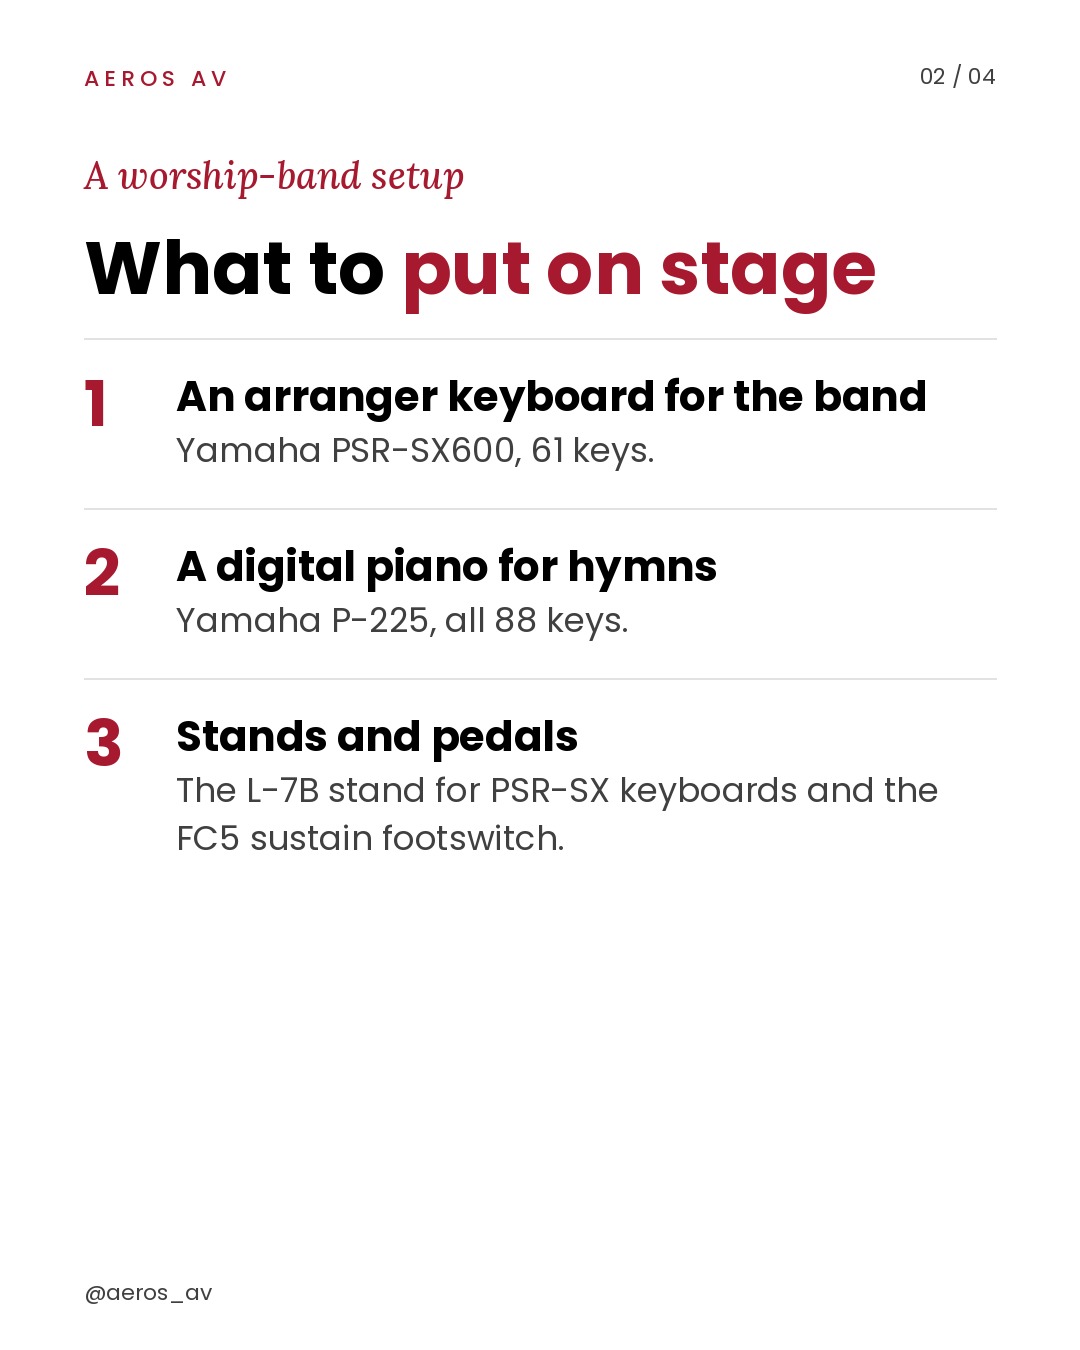 AEROS AV
02 / 04
A worship-band setup
What to put on stage
1
An arranger keyboard for the band
Yamaha PSR-SX600, 61 keys.
2
A digital piano for hymns
Yamaha P-225, all 88 keys.
3
Stands and pedals
The L-7B stand for PSR-SX keyboards and the
FC5 sustain footswitch.
@aeros_av